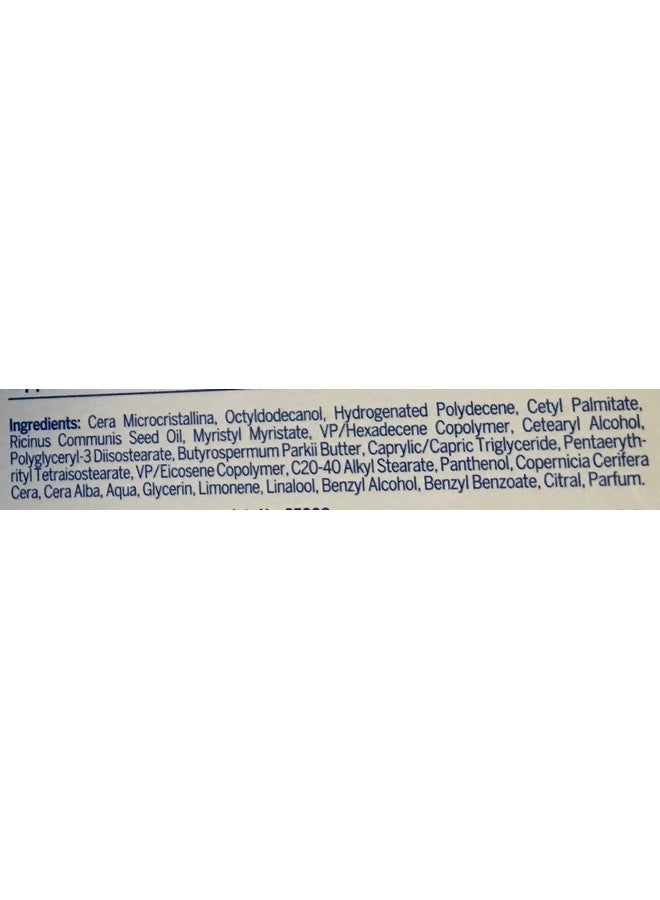 Ingredients: Cera Microcristallina, Octyldodecanol, Hydrogenated Polydecene, Cetyl Palmitate,
Ricinus Communis Seed Oil, Myristyl Myristate, VP/Hexadecene Copolymer, Cetearyl Alcohol,
Polyglyceryl-3 Diisostearate, Butyrospermum Parkii Butter, Caprylic/Capric Triglyceride, Pentaeryth-
rityl Tetraisostearate, VP/Eicosene Copolymer, C20-40 Alkyl Stearate, Panthenol, Copernicia Cerifera
Cera, Cera Alba, Aqua, Glycerin, Limonene, Linalool, Benzyl Alcohol, Benzyl Benzoate, Citral, Parfum.